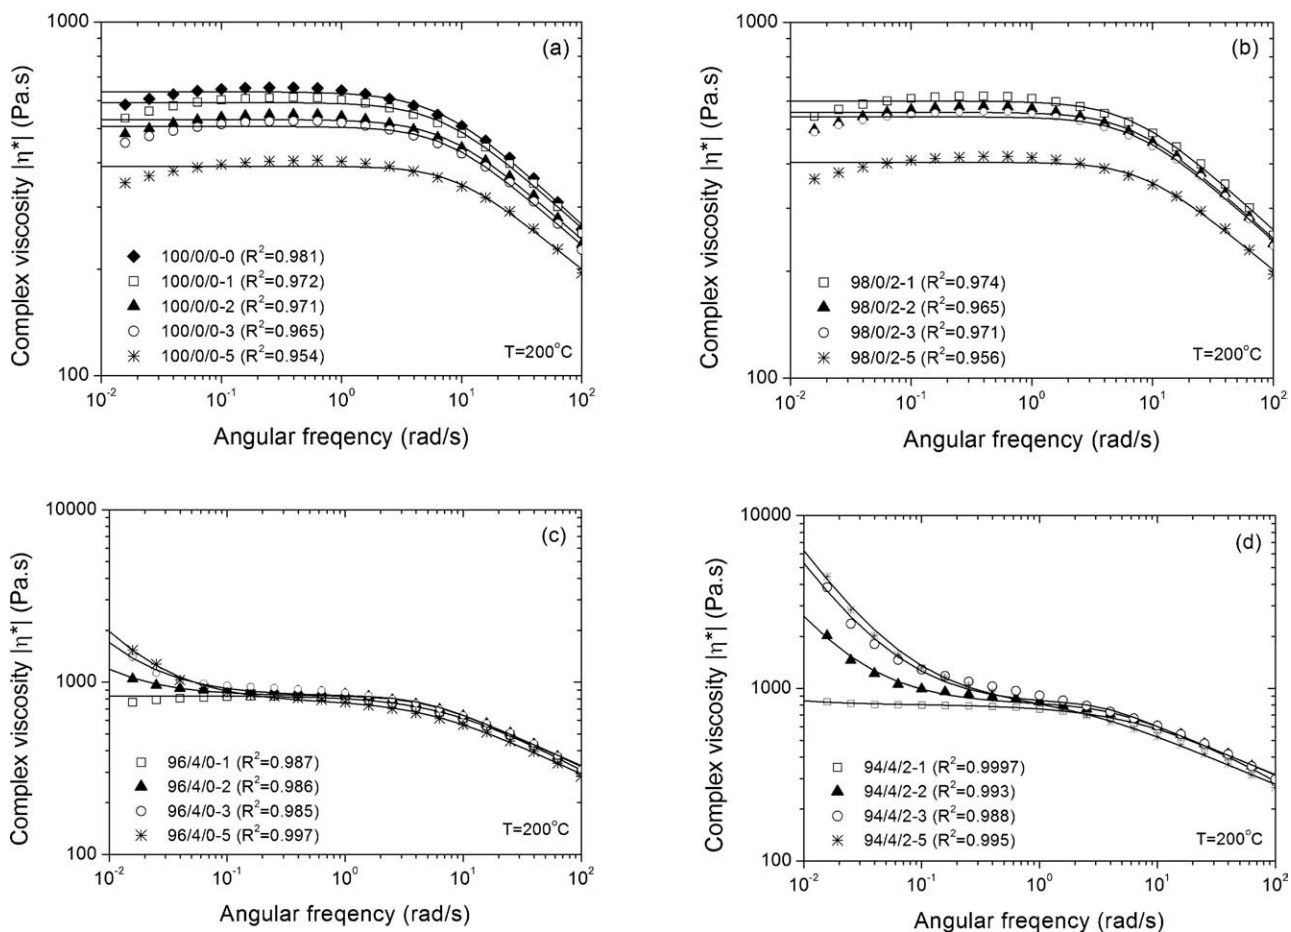 (a)
Complex viscosity |η*| (Pa.s)
1000
100
100/0/0-0 (R²=0.981)
100/0/0-1 (R²=0.972)
100/0/0-2 (R²=0.971)
100/0/0-3 (R²=0.965)
100/0/0-5 (R²=0.954)
T=200°C
10⁻² 10⁻¹ 10⁰ 10¹ 10²
Angular freqency (rad/s)
(b)
Complex viscosity |η*| (Pa.s)
1000
100
98/0/2-1 (R²=0.974)
98/0/2-2 (R²=0.965)
98/0/2-3 (R²=0.971)
98/0/2-5 (R²=0.956)
T=200°C
10⁻² 10⁻¹ 10⁰ 10¹ 10²
Angular freqency (rad/s)
(c)
Complex viscosity |η*| (Pa.s)
10000
1000
100
96/4/0-1 (R²=0.987)
96/4/0-2 (R²=0.986)
96/4/0-3 (R²=0.985)
96/4/0-5 (R²=0.997)
T=200°C
10⁻² 10⁻¹ 10⁰ 10¹ 10²
Angular freqency (rad/s)
(d)
Complex viscosity |η*| (Pa.s)
10000
1000
100
94/4/2-1 (R²=0.9997)
94/4/2-2 (R²=0.993)
94/4/2-3 (R²=0.988)
94/4/2-5 (R²=0.995)
T=200°C
10⁻² 10⁻¹ 10⁰ 10¹ 10²
Angular freqency (rad/s)